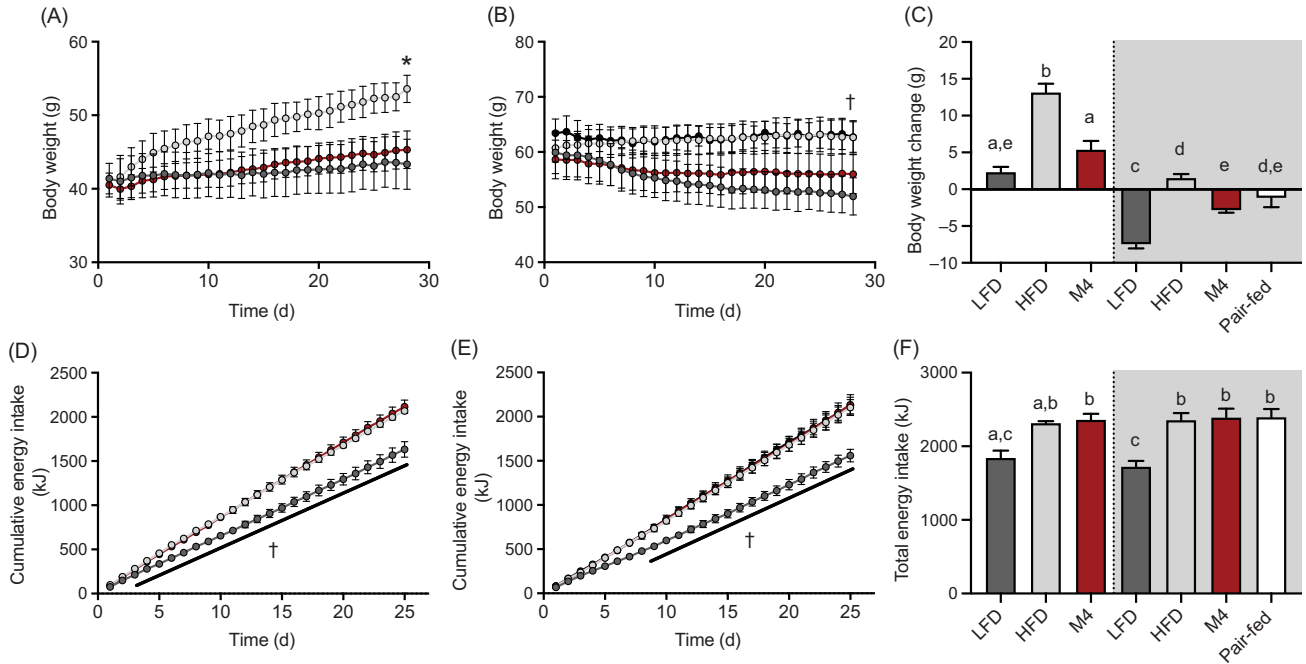 (A)
60
50
40
30
Body weight (g)
*
0
10
20
30
Time (d)
(B)
80
70
60
50
40
Body weight (g)
†
0
10
20
30
Time (d)
(C)
20
15
10
5
0
–5
–10
Body weight change (g)
a,e
b
a
c
d
e
d,e
LFD
HFD
M4
LFD
HFD
M4
Pair-fed
(D)
2500
2000
1500
1000
500
0
Cumulative energy intake
(kJ)
†
0
5
10
15
20
25
Time (d)
(E)
2500
2000
1500
1000
500
0
Cumulative energy intake
(kJ)
†
0
5
10
15
20
25
Time (d)
(F)
3000
2000
1000
0
Total energy intake (kJ)
a,c
a,b
b
c
b
b
b
LFD
HFD
M4
LFD
HFD
M4
Pair-fed